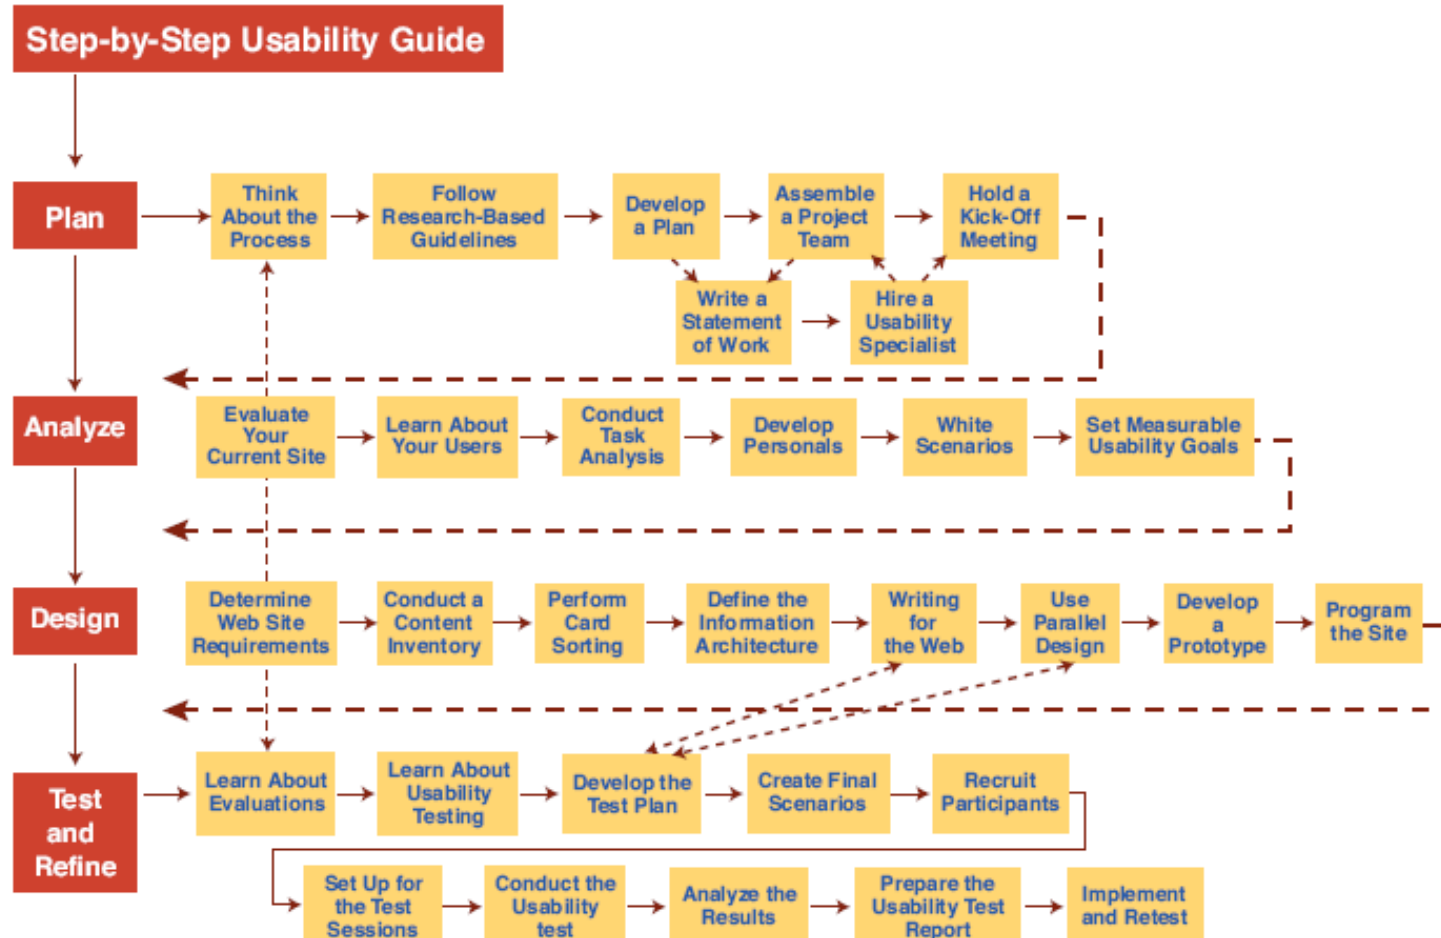 Step-by-Step Usability Guide
Plan
Think
About the
Process
Follow
Research-Based
Guidelines
Develop
a Plan
Assemble
a Project
Team
Hold a
Kick-Off
Meeting
Write a
Statement
of Work
Hire a
Usability
Specialist
Analyze
Evaluate
Your
Current Site
Learn About
Your Users
Conduct
Task
Analysis
Develop
Personals
White
Scenarios
Set Measurable
Usability Goals
Design
Determine
Web Site
Requirements
Conduct a
Content
Inventory
Perform
Card
Sorting
Define the
Information
Architecture
Writing
for
the Web
Use
Parallel
Design
Develop
a
Prototype
Program
the Site
Test
and
Refine
Learn About
Evaluations
Learn About
Usability
Testing
Develop the
Test Plan
Create Final
Scenarios
Recruit
Participants
Set Up for
the Test
Sessions
Conduct the
Usability
test
Analyze the
Results
Prepare the
Usability Test
Report
Implement
and Retest